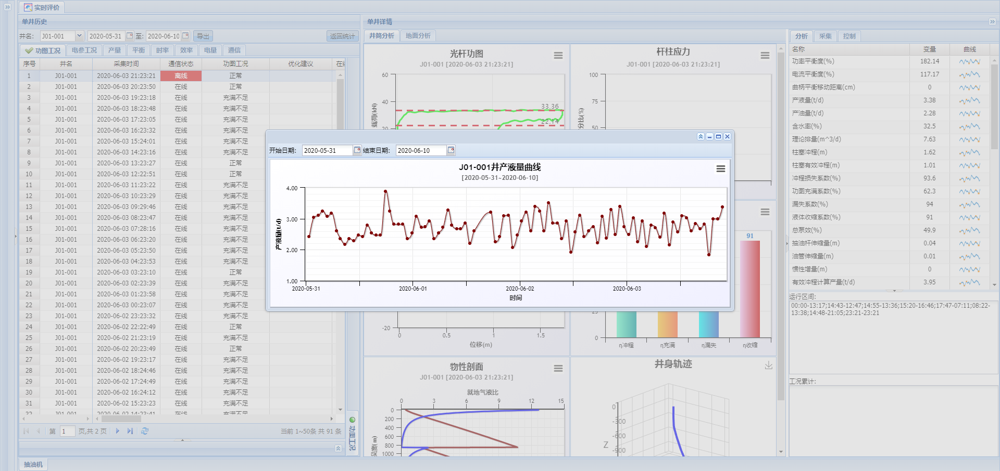 实时评价
单井历史
井名: J01-001 2020-05-31 至: 2020-06-10 导出 返回统计
功图工况 电参工况 产量 平衡 时率 效率 电量 通信
序号 井名 采集时间 通信状态 功图工况 优化建议
1 J01-001 2020-06-03 21:23:21 离线 正常
2 J01-001 2020-06-03 20:23:50 在线 正常
3 J01-001 2020-06-03 19:23:18 在线 充满不足
4 J01-001 2020-06-03 18:23:48 在线 充满不足
5 J01-001 2020-06-03 17:23:05 在线 充满不足
6 J01-001 2020-06-03 16:23:32 在线 充满不足
7 J01-001 2020-06-03 15:24:01 在线 充满不足
8 J01-001 2020-06-03 14:23:16 在线 充满不足
9 J01-001 2020-06-03 13:23:27 在线 正常
10 J01-001 2020-06-03 12:22:51 在线 正常
11 J01-001 2020-06-03 11:23:22 在线 充满不足
12 J01-001 2020-06-03 10:23:29 在线 充满不足
13 J01-001 2020-06-03 09:29:46 在线 充满不足
14 J01-001 2020-06-03 08:23:47 在线 充满不足
15 J01-001 2020-06-03 07:28:16 在线 充满不足
16 J01-001 2020-06-03 06:23:20 在线 充满不足
17 J01-001 2020-06-03 05:23:50 在线 充满不足
18 J01-001 2020-06-03 04:23:53 在线 充满不足
19 J01-001 2020-06-03 03:23:10 在线 正常
20 J01-001 2020-06-03 02:23:39 在线 充满不足
21 J01-001 2020-06-03 01:23:58 在线 充满不足
22 J01-001 2020-06-03 00:23:07 在线 充满不足
23 J01-001 2020-06-02 23:23:32 在线 充满不足
24 J01-001 2020-06-02 22:22:49 在线 正常
25 J01-001 2020-06-02 21:23:19 在线 充满不足
26 J01-001 2020-06-02 20:23:49 在线 正常
27 J01-001 2020-06-02 19:23:17 在线 充满不足
28 J01-001 2020-06-02 18:24:46 在线 充满不足
29 J01-001 2020-06-02 17:24:49 在线 充满不足
30 J01-001 2020-06-02 16:24:12 在线 充满不足
31 J01-001 2020-06-02 15:23:23 在线 充满不足
32 J01-001 2020-06-02 14:23:41 在线 充满不足
第 1 页,共 2 页 当前 1~50条 共 91 条
功图工况
抽油机
单井详情
井筒分析 地面分析
光杆功图
J01-001 [2020-06-03 21:23:21]
60
40
20
载荷(kN)
33.36
22.14
-20
0 0.5 1 1.5
位移(m)
杆柱应力
J01-001 [2020-06-03 21:23:21]
100
75
50
分比(%)
开始日期: 2020-05-31 结束日期: 2020-06-10
J01-001井产液量曲线
[2020-05-31~2020-06-10]
4.00
3.00
2.00
1.00
产液量(t/d)
2020-05-31 2020-06-01 2020-06-02 2020-06-03
时间
91
25
0
η冲程 η充满 η漏失 η收缩
物性剖面
J01-001 [2020-06-03 21:23:21]
就地气液比
0 3 6 9 12 15
0
200
400
600
800
1000
深度(m)
井身轨迹
0
-300
-600
-900
Z
分析 采集 控制
名称 变量 曲线
功率平衡度(%) 182.14
电流平衡度(%) 117.17
曲柄平衡移动距离(cm) 0
产液量(t/d) 3.38
产油量(t/d) 2.28
含水率(%) 32.5
理论排量(m^3/d) 7.63
柱塞冲程(m) 1.62
柱塞有效冲程(m) 1.01
冲程损失系数(%) 93.6
功图充满系数(%) 62.3
漏失系数(%) 94
液体收缩系数(%) 91
总泵效(%) 49.9
抽油杆伸缩量(m) 0.04
油管伸缩量(m) 0.01
惯性增量(m) 0
有效冲程计算产量(t/d) 3.95
运行区间:
00:00-13:17;14:43-12:47;14:55-13:36;15:20-16:46;17:47-07:11;08:22-
13:38;14:48-21:05;23:21-23:21
工况累计: